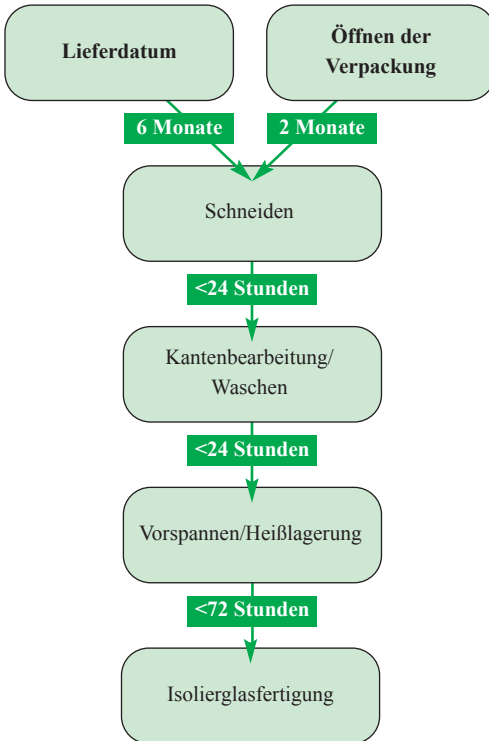 Lieferdatum
Öffnen der
Verpackung
6 Monate
2 Monate
Schneiden
<24 Stunden
Kantenbearbeitung/
Waschen
<24 Stunden
Vorspannen/Heißlagerung
<72 Stunden
Isolierglasfertigung